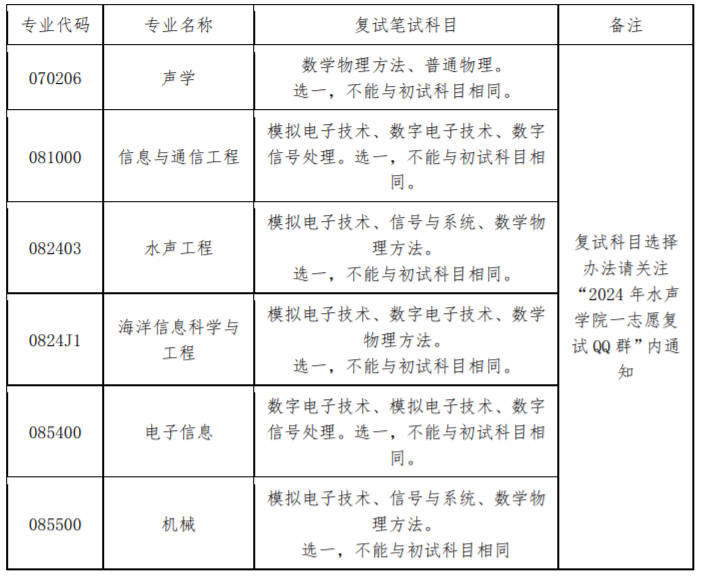 专业代码 专业名称 复试笔试科目 备注
070206 声学 数学物理方法、普通物理。
选一，不能与初试科目相同。
081000 信息与通信工程 模拟电子技术、数字电子技术、数字
信号处理。选一，不能与初试科目相
同。
082403 水声工程 模拟电子技术、信号与系统、数学物
理方法。
选一，不能与初试科目相同。
0824J1 海洋信息科学与
工程
模拟电子技术、数字电子技术、数学
物理方法。
选一，不能与初试科目相同。
085400 电子信息 数字电子技术、模拟电子技术、数字
信号处理。选一，不能与初试科目相
同。
085500 机械 模拟电子技术、信号与系统、数学物
理方法。
选一，不能与初试科目相同
复试科目选择
办法请关注
“2024 年水声
学院一志愿复
试 QQ 群”内通
知